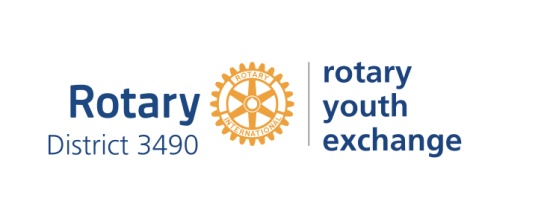 Rotary
District 3490
ROTARY
INTERNATIONAL
rotary
youth
exchange